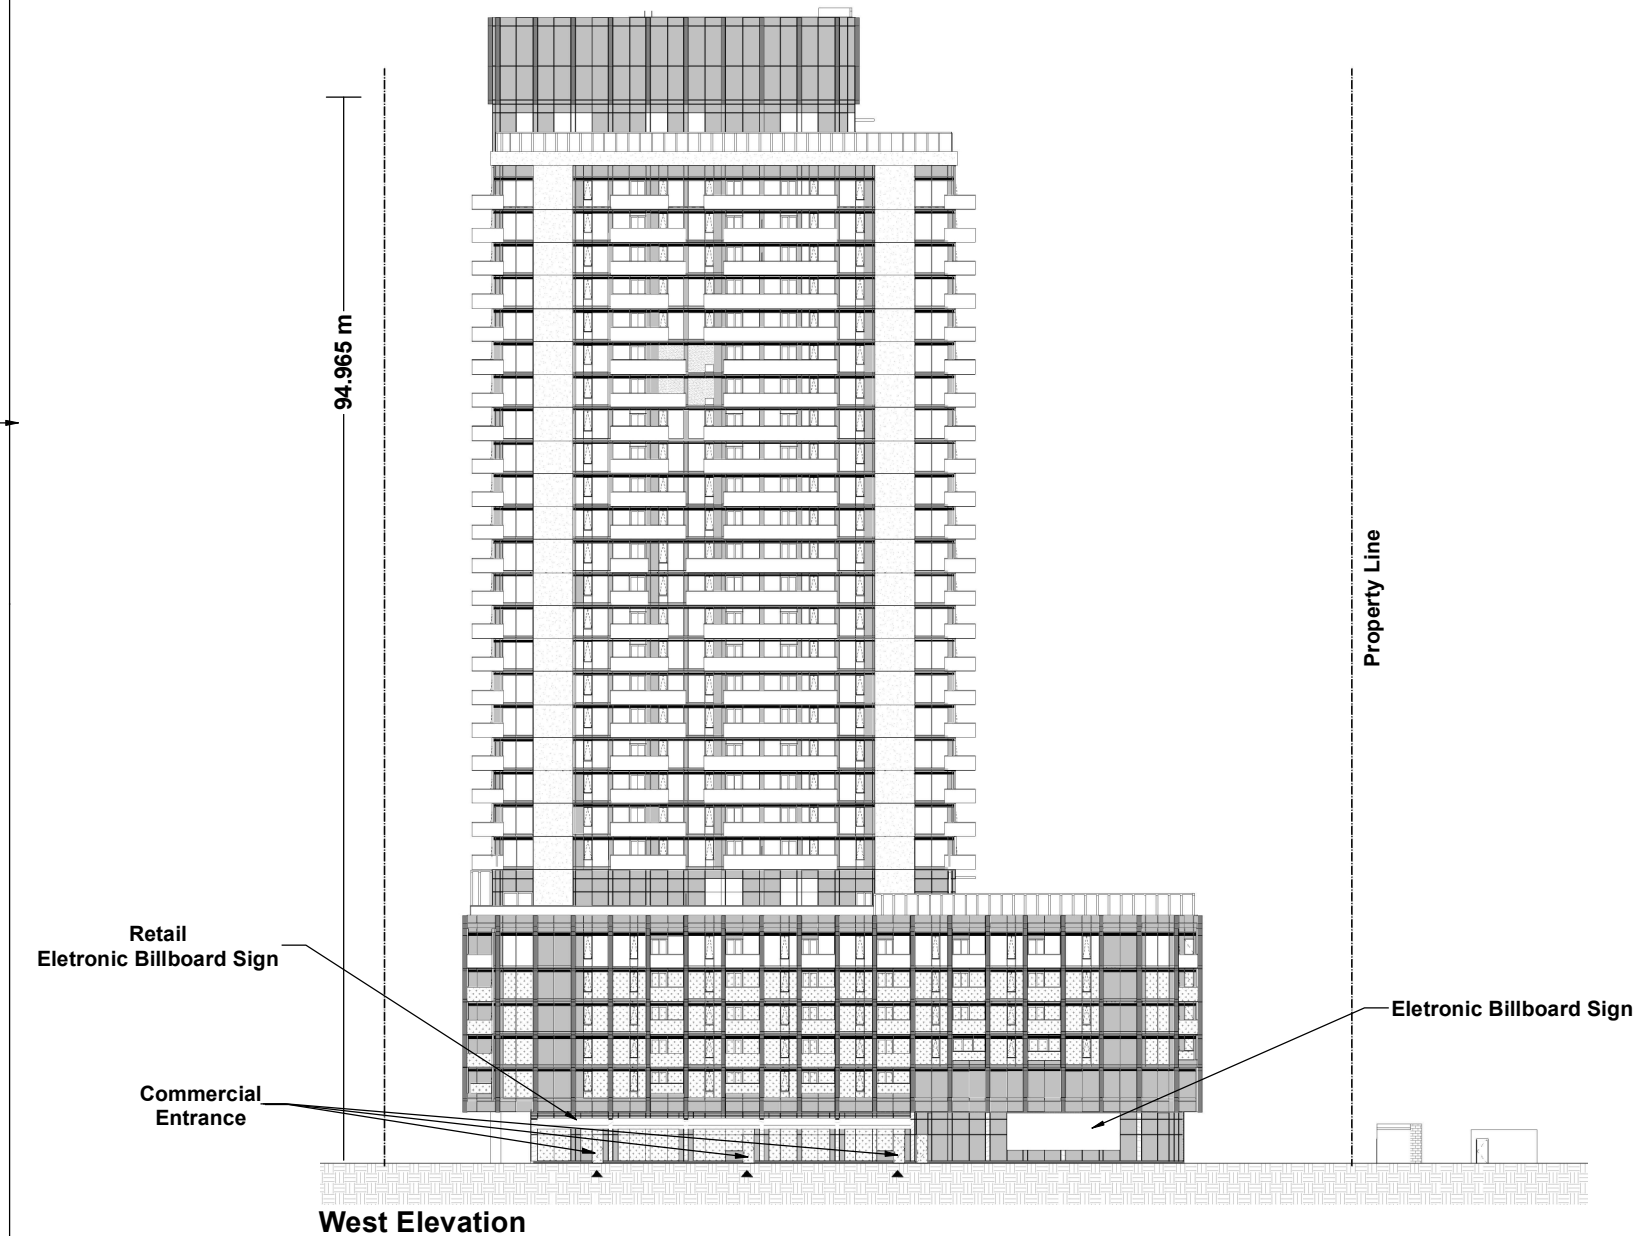 94.965 m
Property Line
Retail
Eletronic Billboard Sign
Eletronic Billboard Sign
Commercial
Entrance
West Elevation